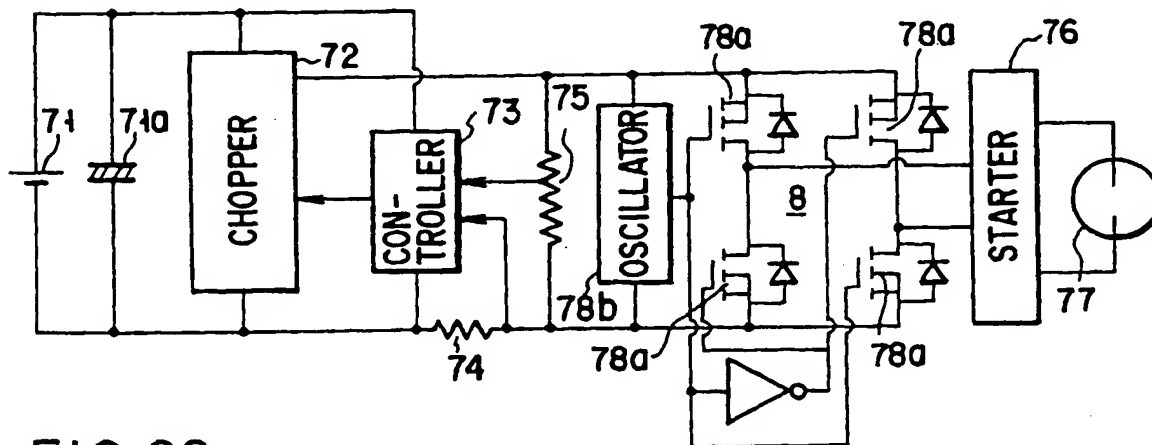 71
71a
72
CHOPPER
73
CON-
TROLLER
74
75
OSCILLATOR
78b
78a
78a
8
78a
78a
76
STARTER
77
FIG